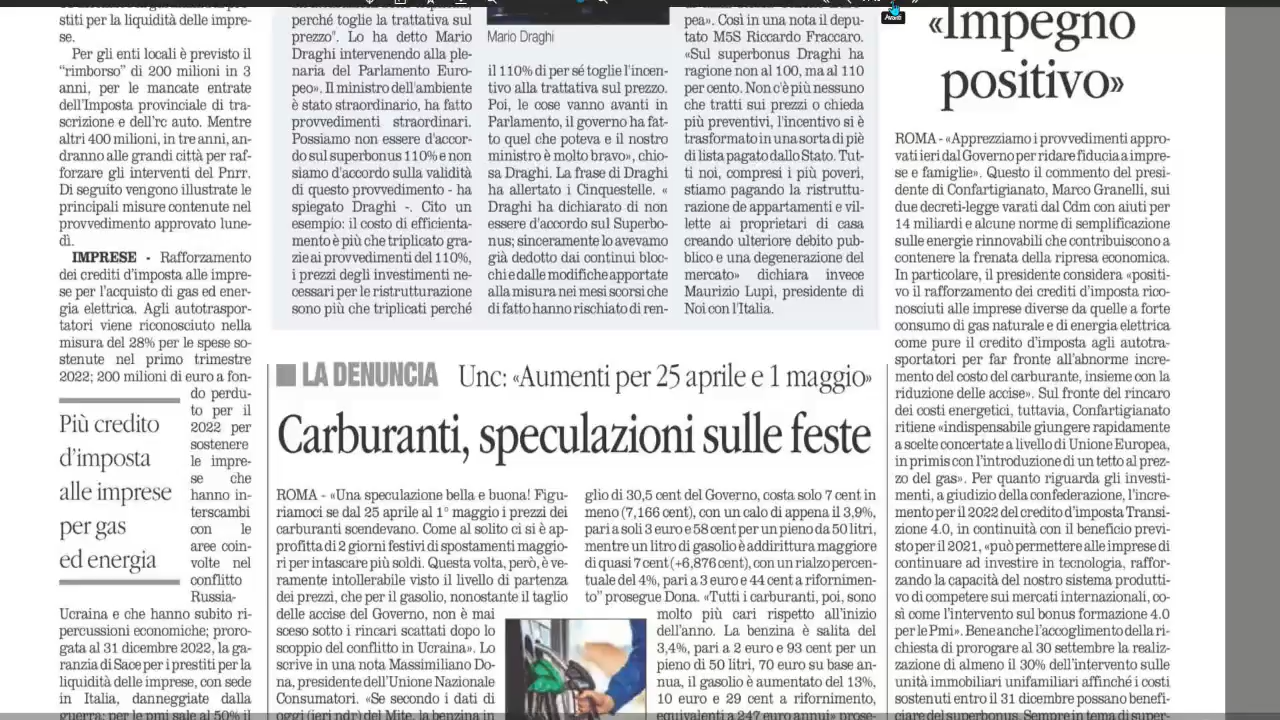 stiti per la liquidità delle impre-
se.
Per gli enti locali è previsto il
“rimborso” di 200 milioni in 3
anni, per le mancate entrate
dell'Imposta provinciale di tra-
scrizione e dell'rc auto. Mentre
altri 400 milioni, in tre anni, an-
dranno alle grandi città per raf-
forzare gli interventi del Pnrr.
Di seguito vengono illustrate le
principali misure contenute nel
provvedimento approvato lune-
dì.
IMPRESE - Rafforzamento
dei crediti d'imposta alle impre-
se per l'acquisto di gas ed ener-
gia elettrica. Agli autotraspor-
tatori viene riconosciuto nella
misura del 28% per le spese so-
stenute nel primo trimestre
2022; 200 milioni di euro a fon-
do perdu-
to per il
2022 per
sostenere
le impre-
se che
hanno in-
terscambi
con le
aree coin-
volte nel
conflitto
Russia-
Ucraina e che hanno subito ri-
percussioni economiche; proro-
gata al 31 dicembre 2022, la ga-
ranzia di Sace per i prestiti per la
liquidità delle imprese, con sede
in Italia, danneggiate dalla
guerra: per le pmi sale al 50% il
Più credito
d'imposta
alle imprese
per gas
ed energia
perché toglie la trattativa sul
prezzo". Lo ha detto Mario
Draghi intervenendo alla ple-
naria del Parlamento Euro-
peo». Il ministro dell'ambiente
è stato straordinario, ha fatto
provvedimenti straordinari.
Possiamo non essere d'accor-
do sul superbonus 110% e non
siamo d'accordo sulla validità
di questo provvedimento - ha
spiegato Draghi -. Cito un
esempio: il costo di efficienta-
mento è più che triplicato gra-
zie ai provvedimenti del 110%,
i prezzi degli investimenti ne-
cessari per le ristrutturazione
sono più che triplicati perché
Mario Draghi
il 110% di per sé toglie l'incen-
tivo alla trattativa sul prezzo.
Poi, le cose vanno avanti in
Parlamento, il governo ha fat-
to quel che poteva e il nostro
ministro è molto bravo», chio-
sa Draghi. La frase di Draghi
ha allertato i Cinquestelle. «
Draghi ha dichiarato di non
essere d'accordo sul Superbo-
nus; sinceramente lo avevamo
già dedotto dai continui bloc-
chi e dalle modifiche apportate
alla misura nei mesi scorsi che
di fatto hanno rischiato di ren-
pea». Così in una nota il depu-
tato M5S Riccardo Fraccaro.
«Sul superbonus Draghi ha
ragione non al 100, ma al 110
per cento. Non c'è più nessuno
che tratti sui prezzi o chieda
più preventivi, l'incentivo si è
trasformato in una sorta di piè
di lista pagato dallo Stato. Tut-
ti noi, compresi i più poveri,
stiamo pagando la ristruttu-
razione de appartamenti e vil-
lette ai proprietari di casa
creando ulteriore debito pub-
blico e una degenerazione del
mercato» dichiara invece
Maurizio Lupi, presidente di
Noi con l'Italia.
LA DENUNCIA Unc: «Aumenti per 25 aprile e 1 maggio»
Carburanti, speculazioni sulle feste
ROMA - «Una speculazione bella e buona! Figu-
riamoci se dal 25 aprile al 1° maggio i prezzi dei
carburanti scendevano. Come al solito ci si è ap-
profitta di 2 giorni festivi di spostamenti maggio-
ri per intascare più soldi. Questa volta, però, è ve-
ramente intollerabile visto il livello di partenza
dei prezzi, che per il gasolio, nonostante il taglio
delle accise del Governo, non è mai
sceso sotto i rincari scattati dopo lo
scoppio del conflitto in Ucraina». Lo
scrive in una nota Massimiliano Do-
na, presidente dell'Unione Nazionale
Consumatori. «Se secondo i dati di
oggi (ieri ndr) del Mite, la benzina in
glio di 30,5 cent del Governo, costa solo 7 cent in
meno (7,166 cent), con un calo di appena il 3,9%,
pari a soli 3 euro e 58 cent per un pieno da 50 litri,
mentre un litro di gasolio è addirittura maggiore
di quasi 7 cent (+6,876 cent), con un rialzo percen-
tuale del 4%, pari a 3 euro e 44 cent a rifornimen-
to” prosegue Dona. «Tutti i carburanti, poi, sono
molto più cari rispetto all'inizio
dell'anno. La benzina è salita del
3,4%, pari a 2 euro e 93 cent per un
pieno di 50 litri, 70 euro su base an-
nua, il gasolio è aumentato del 13%,
10 euro e 29 cent a rifornimento,
equivalenti a 247 euro annui» prose-
«Impegno
positivo»
ROMA - «Apprezziamo i provvedimenti appro-
vati ieri dal Governo per ridare fiducia a impre-
se e famiglie». Questo il commento del presi-
dente di Confartigianato, Marco Granelli, sui
due decreti-legge varati dal Cdm con aiuti per
14 miliardi e alcune norme di semplificazione
sulle energie rinnovabili che contribuiscono a
contenere la frenata della ripresa economica.
In particolare, il presidente considera «positi-
vo il rafforzamento dei crediti d'imposta rico-
nosciuti alle imprese diverse da quelle a forte
consumo di gas naturale e di energia elettrica
come pure il credito d'imposta agli autotra-
sportatori per far fronte all'abnorme incre-
mento del costo del carburante, insieme con la
riduzione delle accise». Sul fronte del rincaro
dei costi energetici, tuttavia, Confartigianato
ritiene «indispensabile giungere rapidamente
a scelte concertate a livello di Unione Europea,
in primis con l'introduzione di un tetto al prez-
zo del gas». Per quanto riguarda gli investi-
menti, a giudizio della confederazione, l'incre-
mento per il 2022 del credito d'imposta Transi-
zione 4.0, in continuità con il beneficio previ-
sto per il 2021, «può permettere alle imprese di
continuare ad investire in tecnologia, raffor-
zando la capacità del nostro sistema produtti-
vo di competere sui mercati internazionali, co-
sì come l'intervento sul bonus formazione 4.0
per le Pmi». Bene anche l'accoglimento della ri-
chiesta di prorogare al 30 settembre la realiz-
zazione di almeno il 30% dell'intervento sulle
unità immobiliari unifamiliari affinché i costi
sostenuti entro il 31 dicembre possano benefi-
ciare del superbonus. Sempre in tema di super-
Avanti